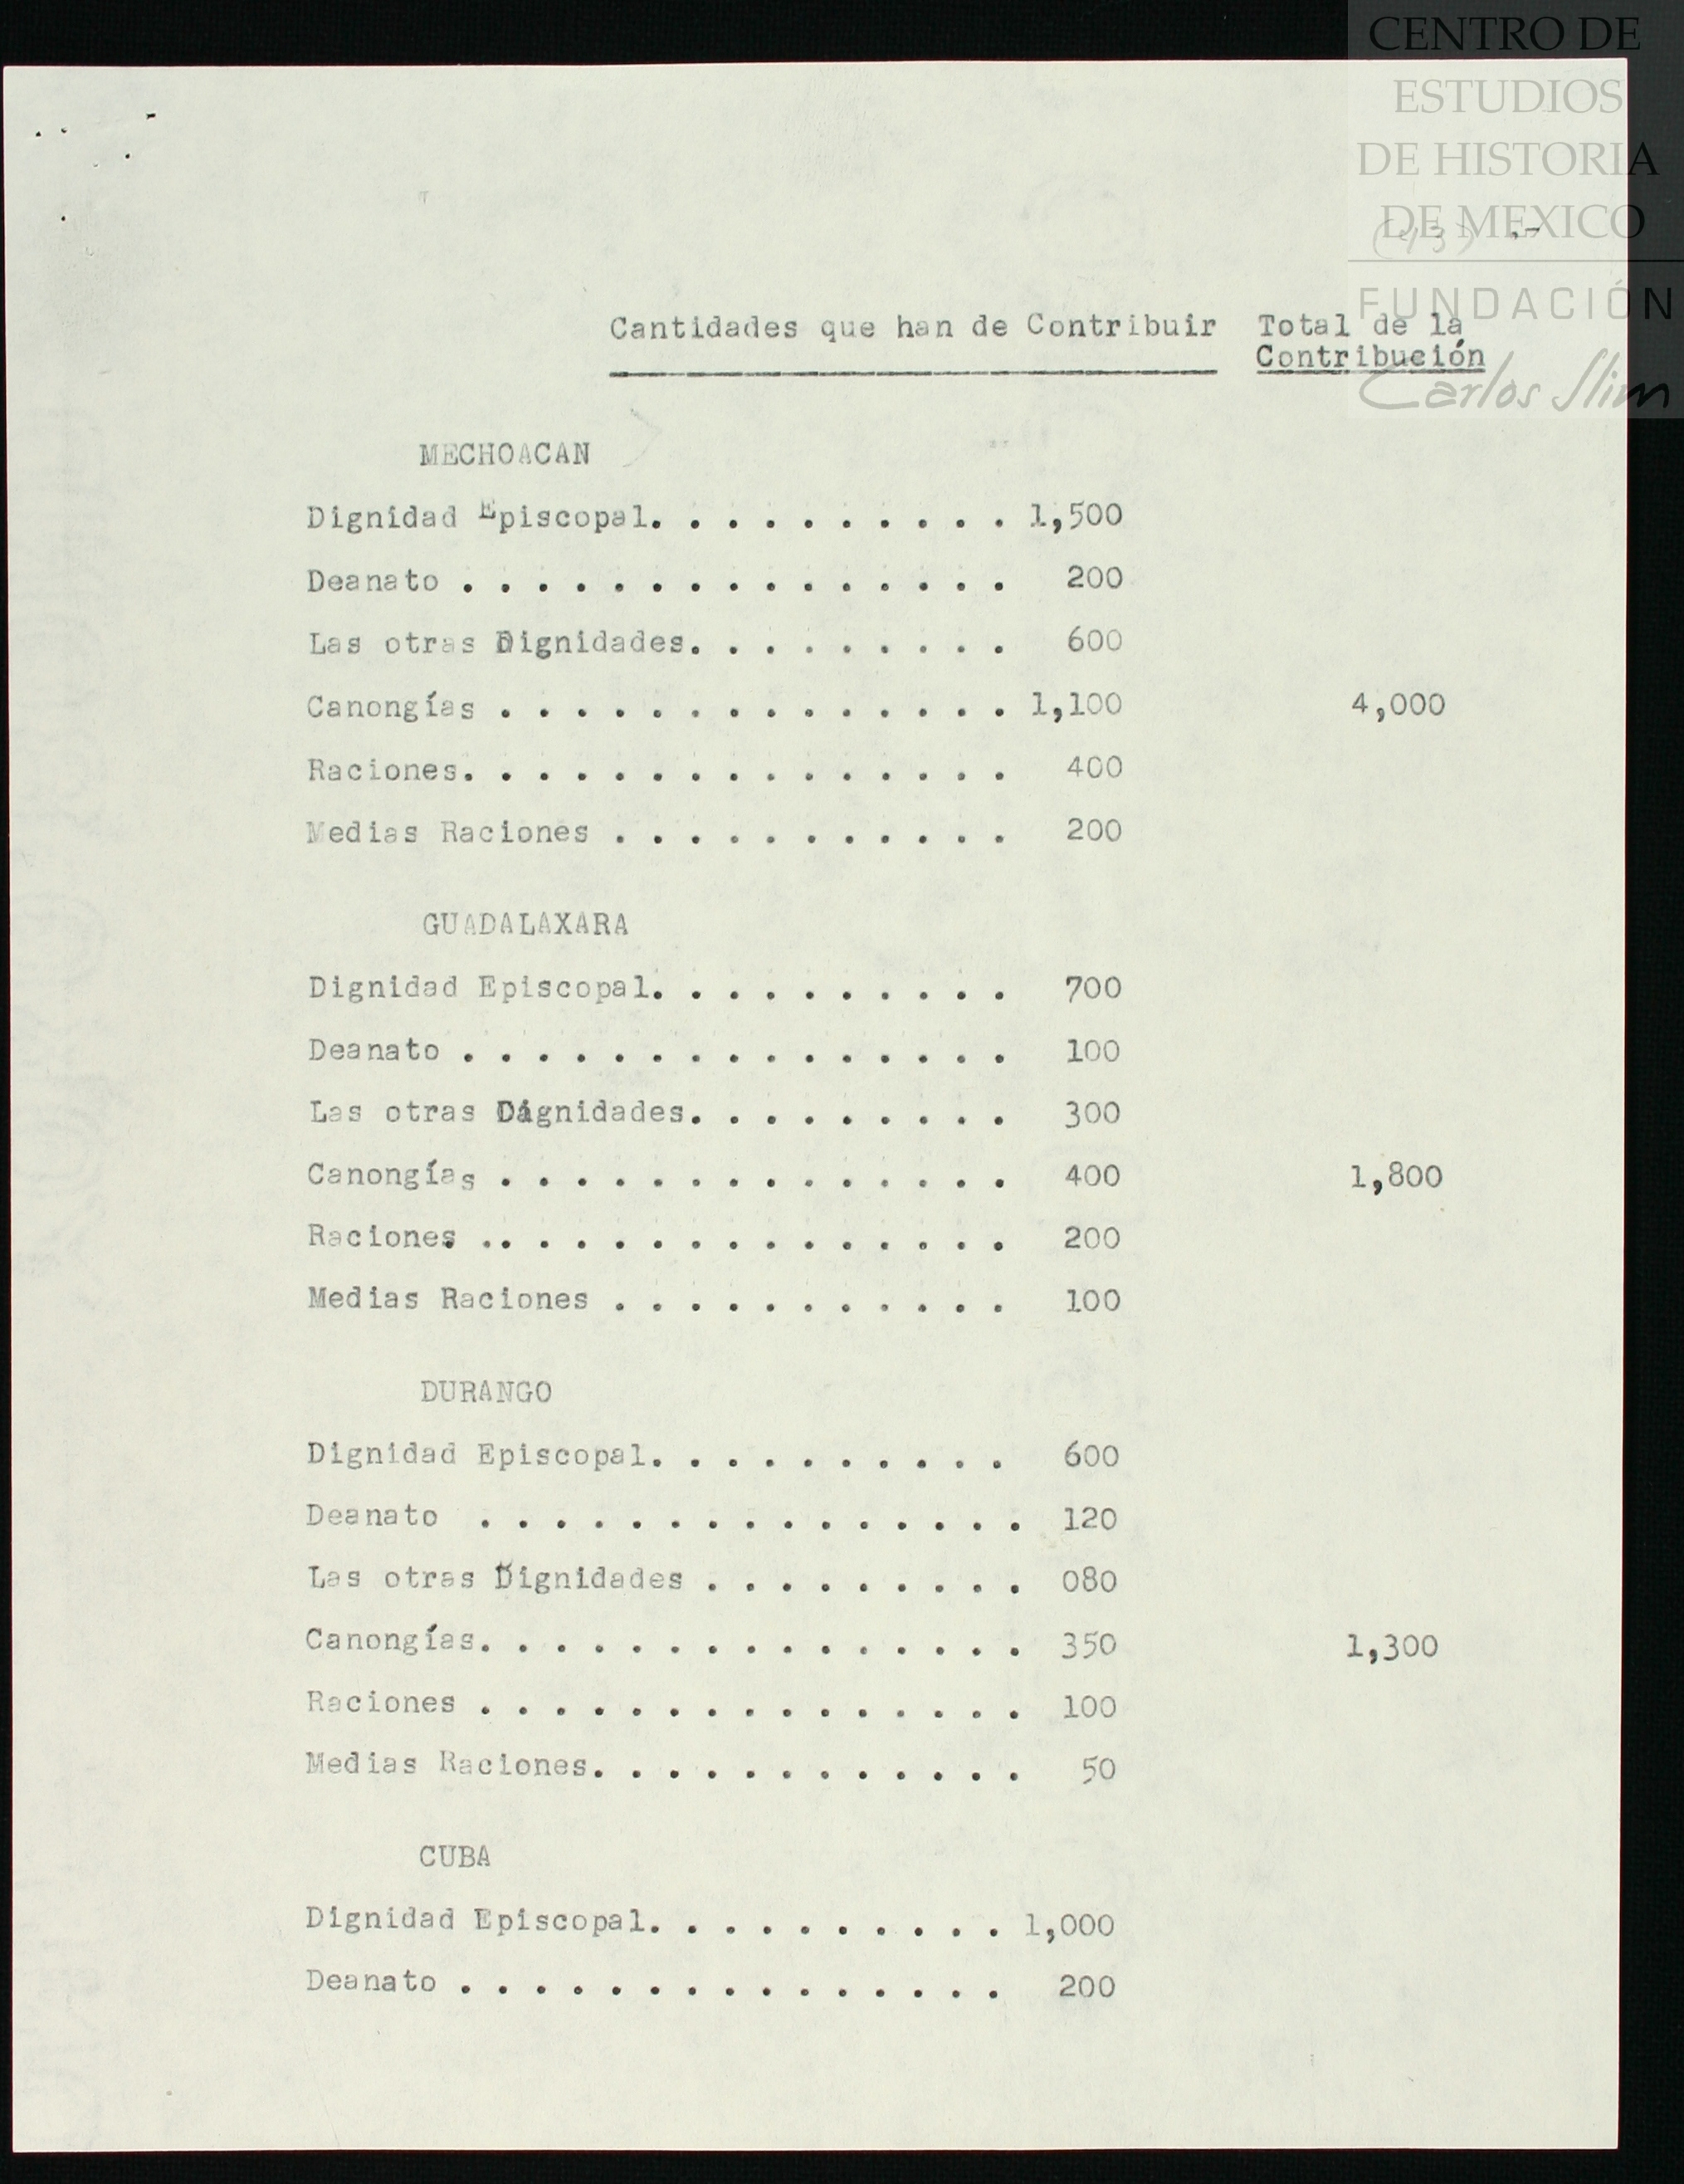 CENTRO DE
ESTUDIOS
DE HISTORIA
DE MEXICO
(43) .-
FUNDACIÓN
Carlos Slim
Cantidades que han de Contribuir Total de la
Contribución
MECHOACAN
Dignidad Episcopal. . . . . . . . . . 1,500
Deanato . . . . . . . . . . . . . . . 200
Las otras Dignidades. . . . . . . . . 600
Canongías . . . . . . . . . . . . . . 1,100 4,000
Raciones. . . . . . . . . . . . . . . 400
Medias Raciones . . . . . . . . . . . 200
GUADALAXARA
Dignidad Episcopal. . . . . . . . . . 700
Deanato . . . . . . . . . . . . . . . 100
Las otras Dignidades. . . . . . . . . 300
Canongías . . . . . . . . . . . . . . 400 1,800
Raciones .. . . . . . . . . . . . . . 200
Medias Raciones . . . . . . . . . . . 100
DURANGO
Dignidad Episcopal. . . . . . . . . . 600
Deanato . . . . . . . . . . . . . . . 120
Las otras Dignidades . . . . . . . . . 080
Canongías. . . . . . . . . . . . . . . 350 1,300
Raciones . . . . . . . . . . . . . . . 100
Medias Raciones. . . . . . . . . . . . 50
CUBA
Dignidad Episcopal. . . . . . . . . . 1,000
Deanato . . . . . . . . . . . . . . . 200